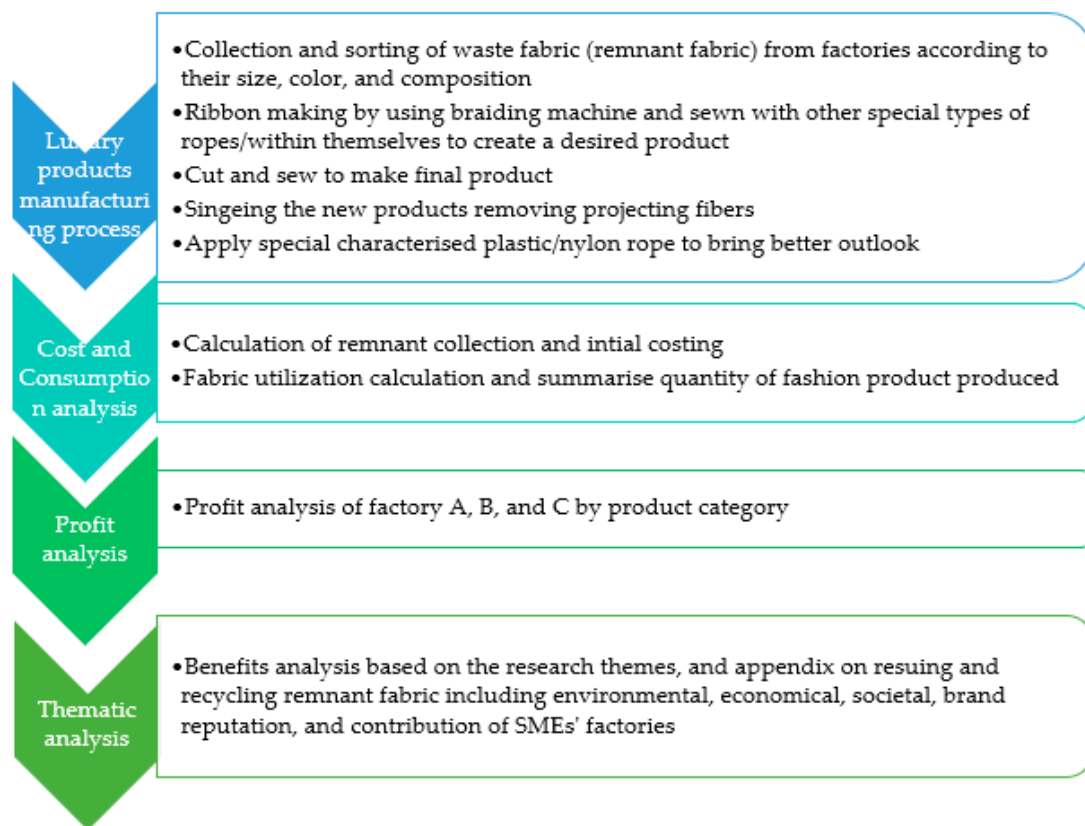 Luxury
products
manufacturi
ng process
•Collection and sorting of waste fabric (remnant fabric) from factories according to
their size, color, and composition
•Ribbon making by using braiding machine and sewn with other special types of
ropes/within themselves to create a desired product
•Cut and sew to make final product
•Singeing the new products removing projecting fibers
•Apply special characterised plastic/nylon rope to bring better outlook
Cost and
Consumptio
n analysis
•Calculation of remnant collection and intial costing
•Fabric utilization calculation and summarise quantity of fashion product produced
Profit
analysis
•Profit analysis of factory A, B, and C by product category
Thematic
analysis
•Benefits analysis based on the research themes, and appendix on resuing and
recycling remnant fabric including environmental, economical, societal, brand
reputation, and contribution of SMEs' factories